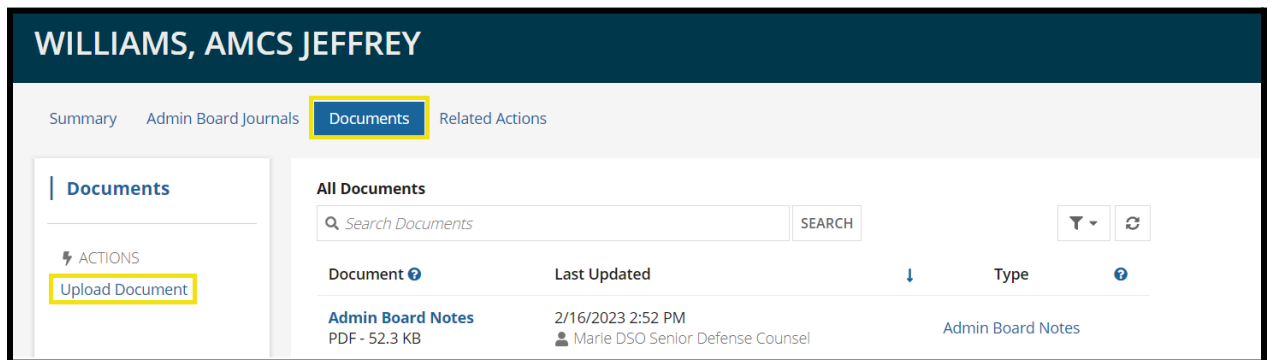 WILLIAMS, AMCS JEFFREY
Summary Admin Board Journals Documents Related Actions
Documents
ACTIONS
Upload Document
All Documents
Search Documents SEARCH
Document Last Updated Type
Admin Board Notes 2/16/2023 2:52 PM Admin Board Notes
PDF - 52.3 KB Marie DSO Senior Defense Counsel